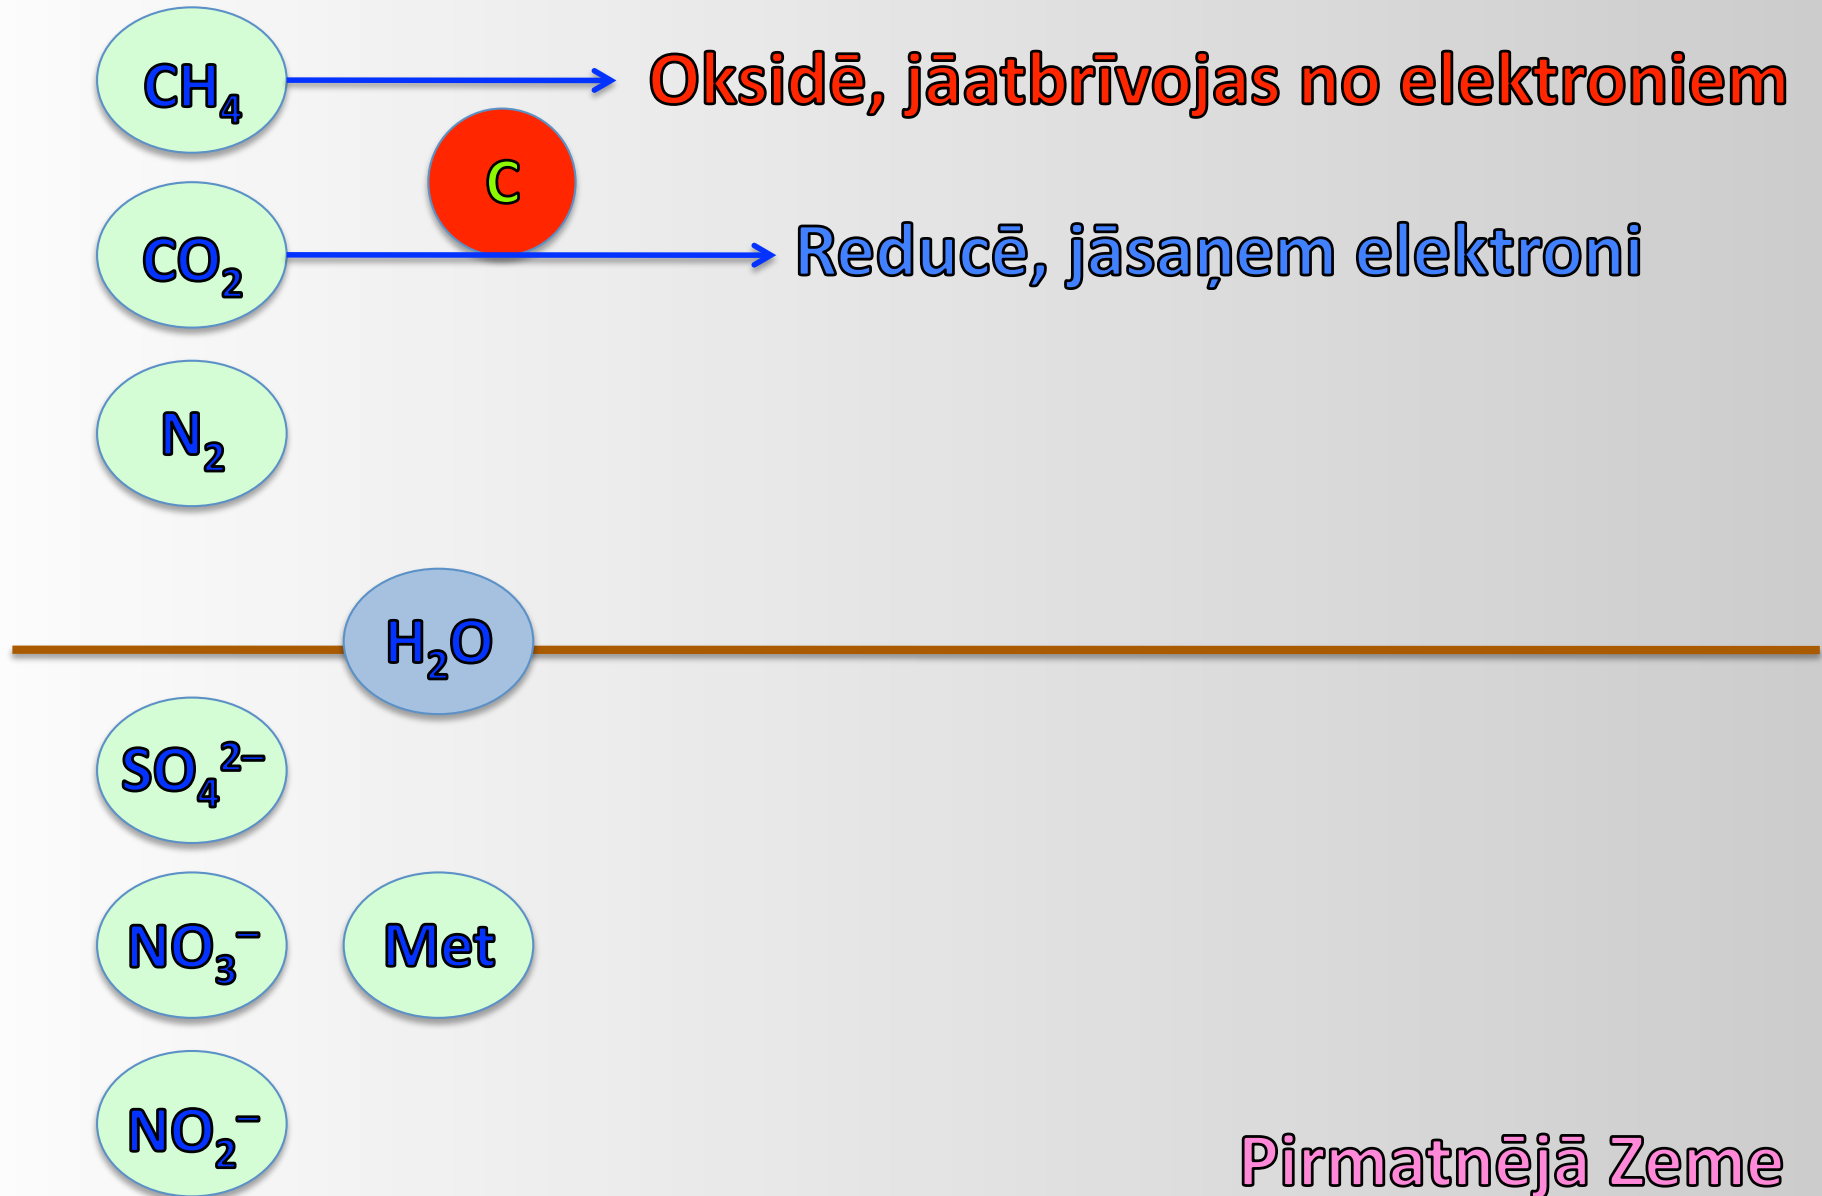 CH₄ Oksidē, jāatbrīvojas no elektroniem
C
CO₂ Reducē, jāsaņem elektroni
N₂
H₂O
SO₄²⁻
NO₃⁻ Met
NO₂⁻
Pirmatnējā Zeme